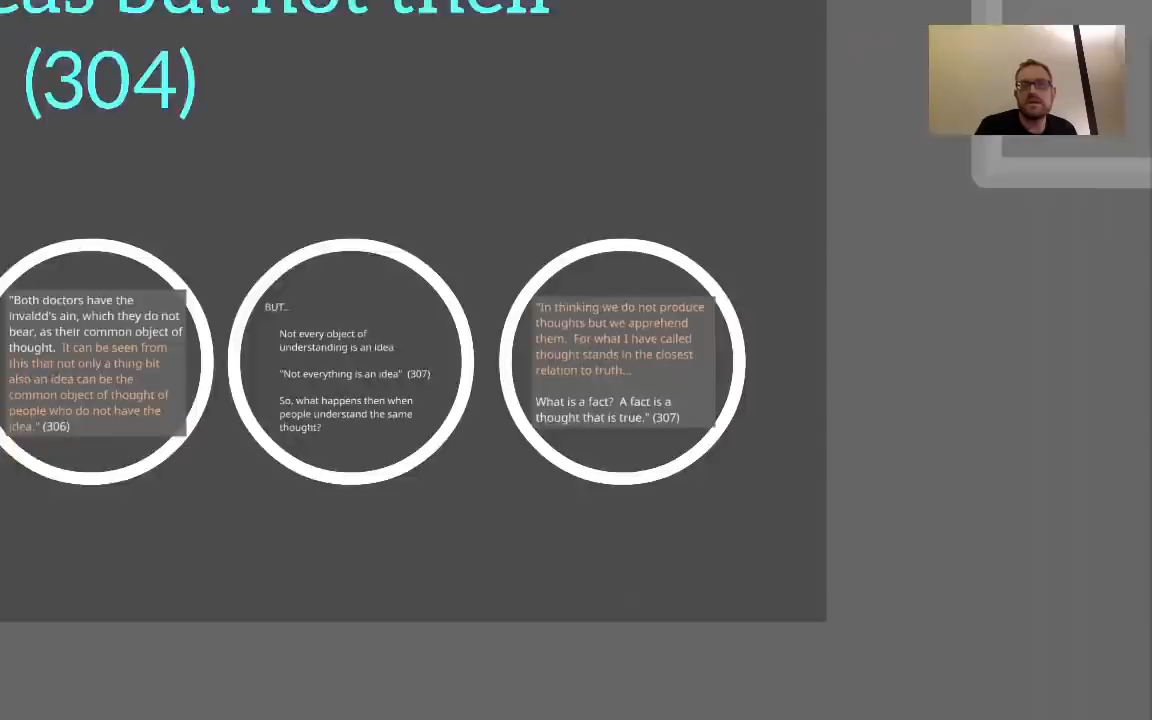 eas but not their
(304)
"Both doctors have the
invalid's ain, which they do not
bear, as their common object of
thought. It can be seen from
this that not only a thing bit
also an idea can be the
common object of thought of
people who do not have the
idea." (306)
BUT...
Not every object of
understanding is an idea
"Not everything is an idea" (307)
So, what happens then when
people understand the same
thought?
"In thinking we do not produce
thoughts but we apprehend
them. For what I have called
thought stands in the closest
relation to truth...
What is a fact? A fact is a
thought that is true." (307)